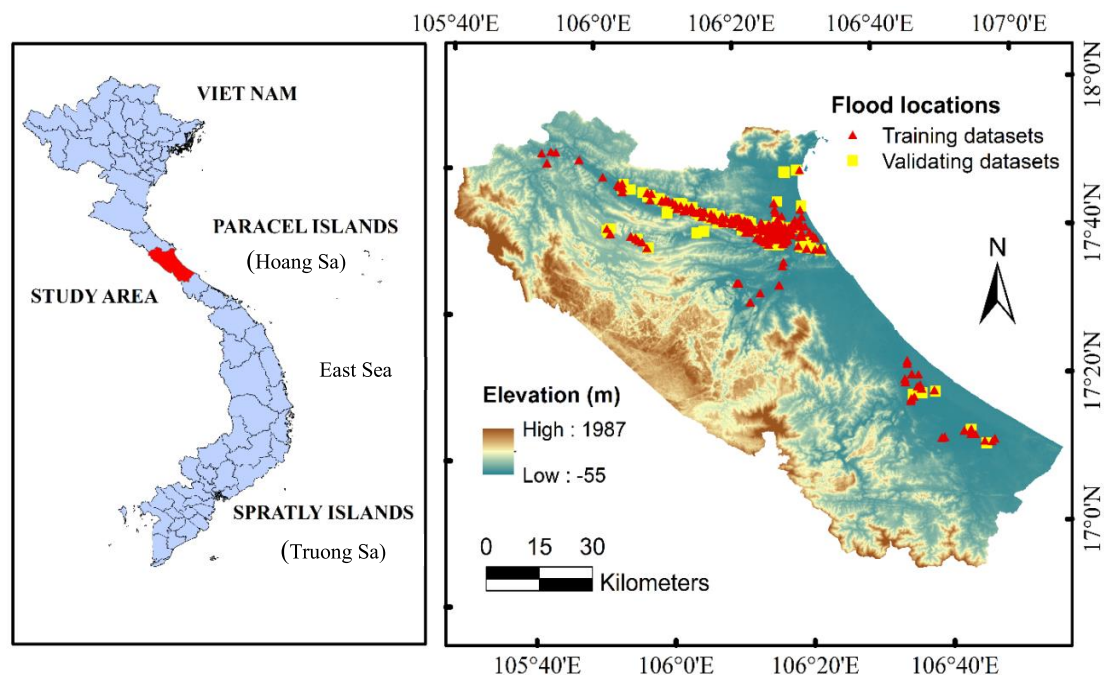 VIET NAM
PARACEL ISLANDS
(Hoang Sa)
STUDY AREA
East Sea
SPRATLY ISLANDS
(Truong Sa)
105°40'E 106°0'E 106°20'E 106°40'E 107°0'E
18°0'N
17°40'N
17°20'N
17°0'N
Flood locations
Training datasets
Validating datasets
N
Elevation (m)
High : 1987
Low : -55
0 15 30
Kilometers
105°40'E 106°0'E 106°20'E 106°40'E